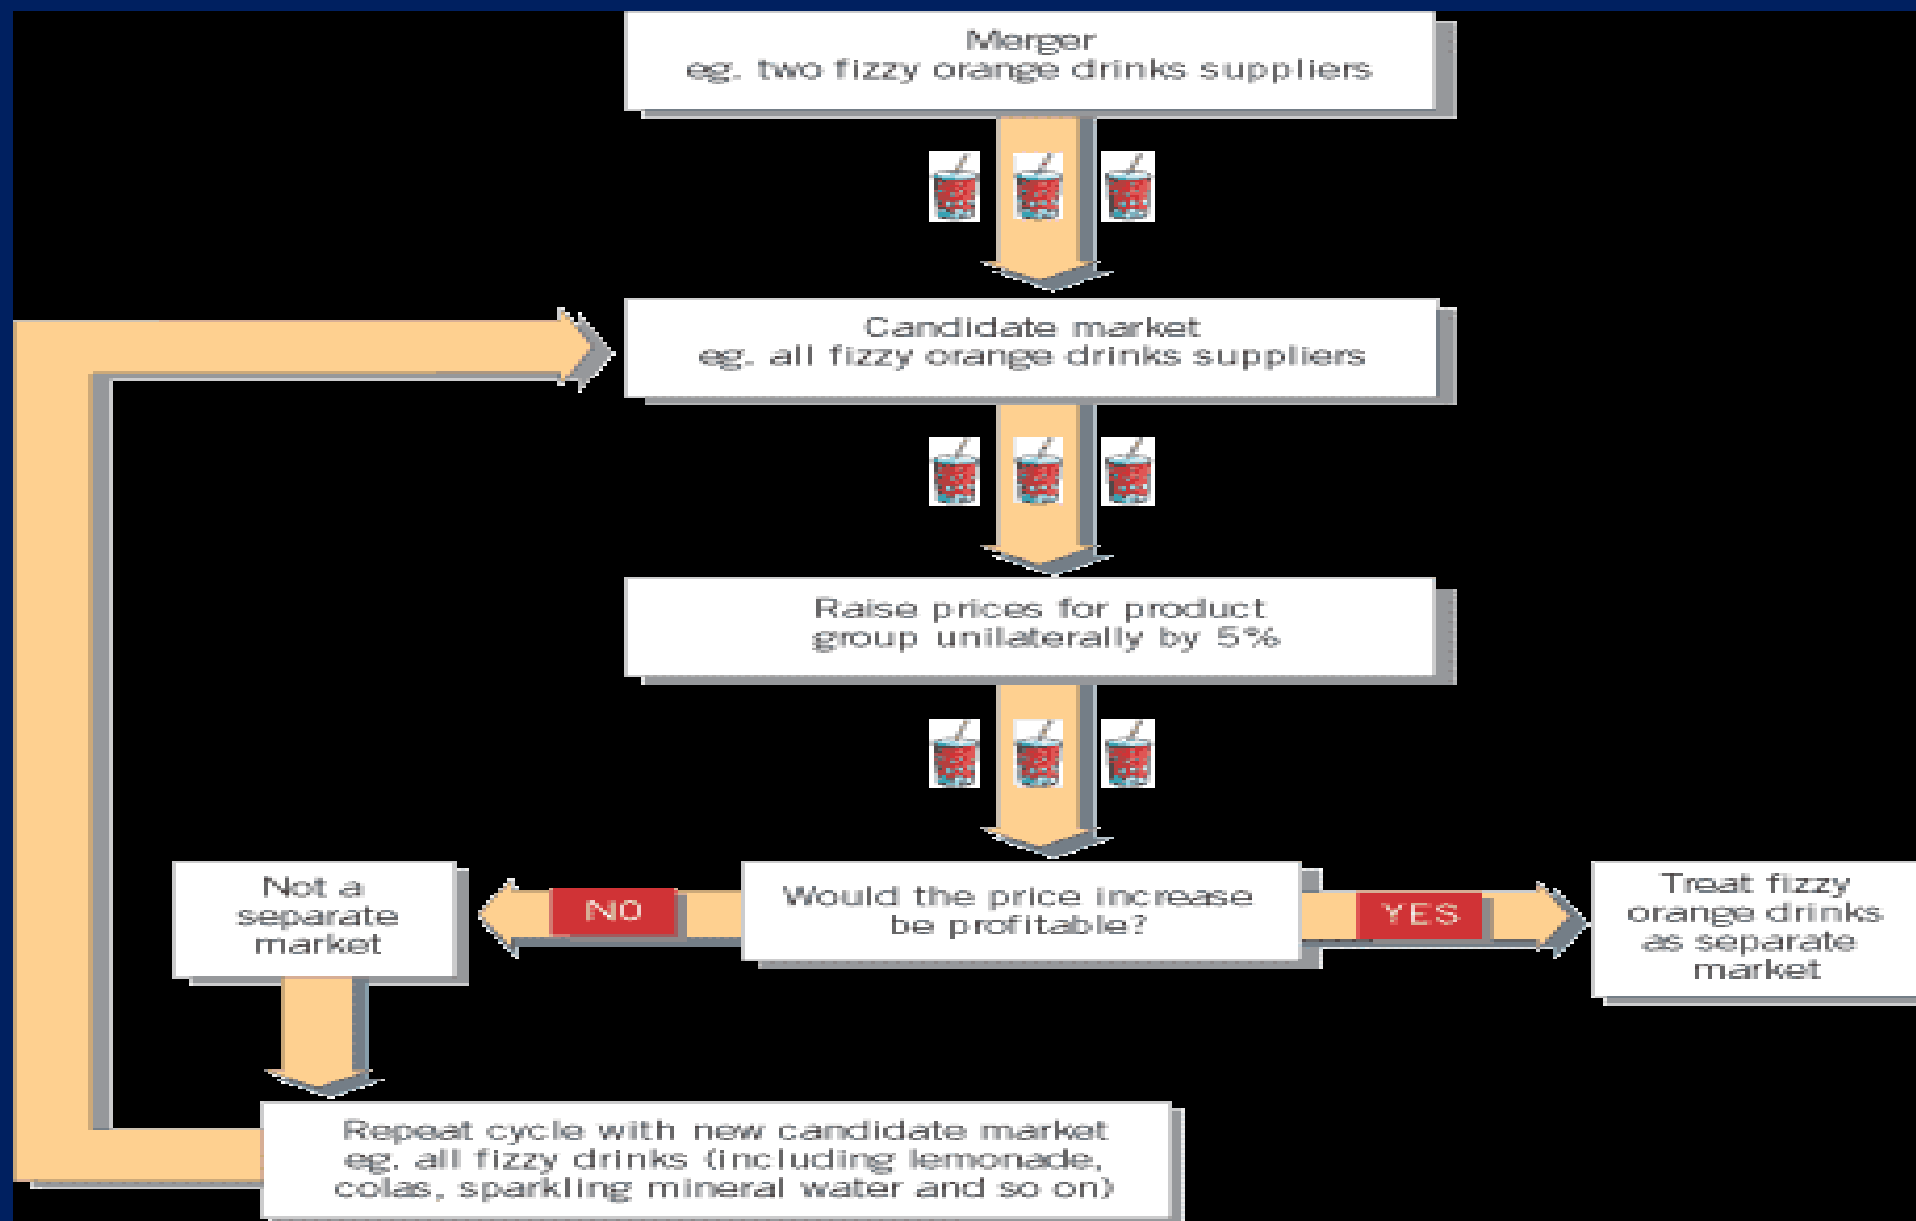 Merger
eg. two fizzy orange drinks suppliers
Candidate market
eg. all fizzy orange drinks suppliers
Raise prices for product
group unilaterally by 5%
Would the price increase
be profitable?
NO
YES
Not a
separate
market
Treat fizzy
orange drinks
as separate
market
Repeat cycle with new candidate market
eg. all fizzy drinks (including lemonade,
colas, sparkling mineral water and so on)